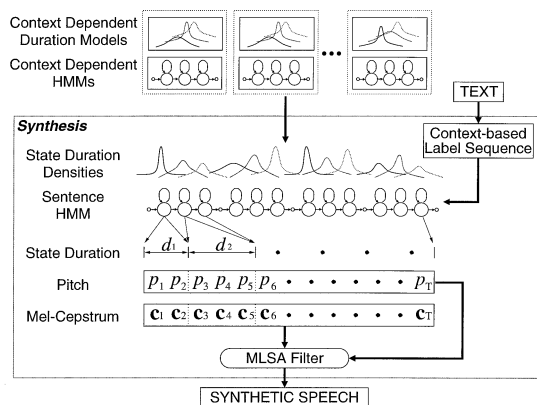 Context Dependent
Duration Models
Context Dependent
HMMs
TEXT
Synthesis
Context-based
Label Sequence
State Duration
Densities
Sentence
HMM
State Duration
d1 d2
Pitch
p1 p2 p3 p4 p5 p6 pT
Mel-Cepstrum
c1 c2 c3 c4 c5 c6 cT
MLSA Filter
SYNTHETIC SPEECH